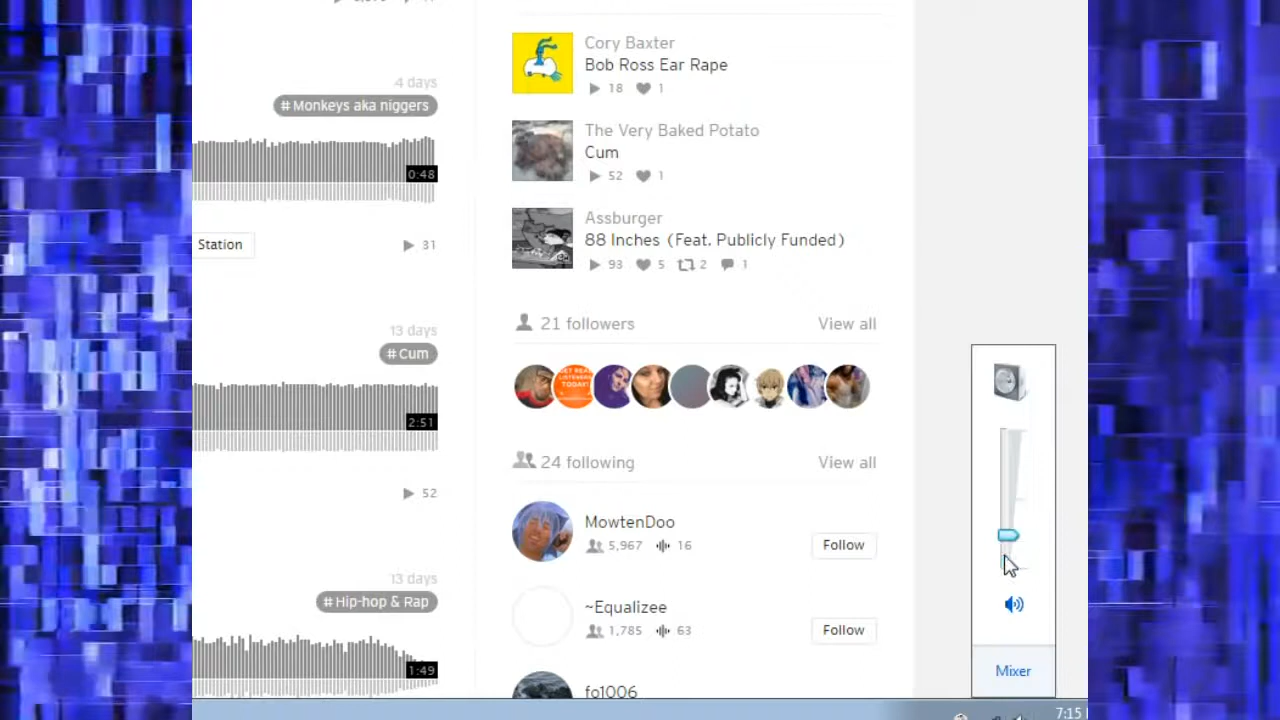 4 days
# Monkeys aka niggers
0:48
Station
31
13 days
# Cum
2:51
52
13 days
# Hip-hop & Rap
1:49
Cory Baxter
Bob Ross Ear Rape
18 1
The Very Baked Potato
Cum
52 1
Assburger
88 Inches (Feat. Publicly Funded)
93 5 2 1
21 followers View all
24 following View all
MowtenDoo
5,967 16 Follow
~Equalizee
1,785 63 Follow
fo1006
Mixer
7:15